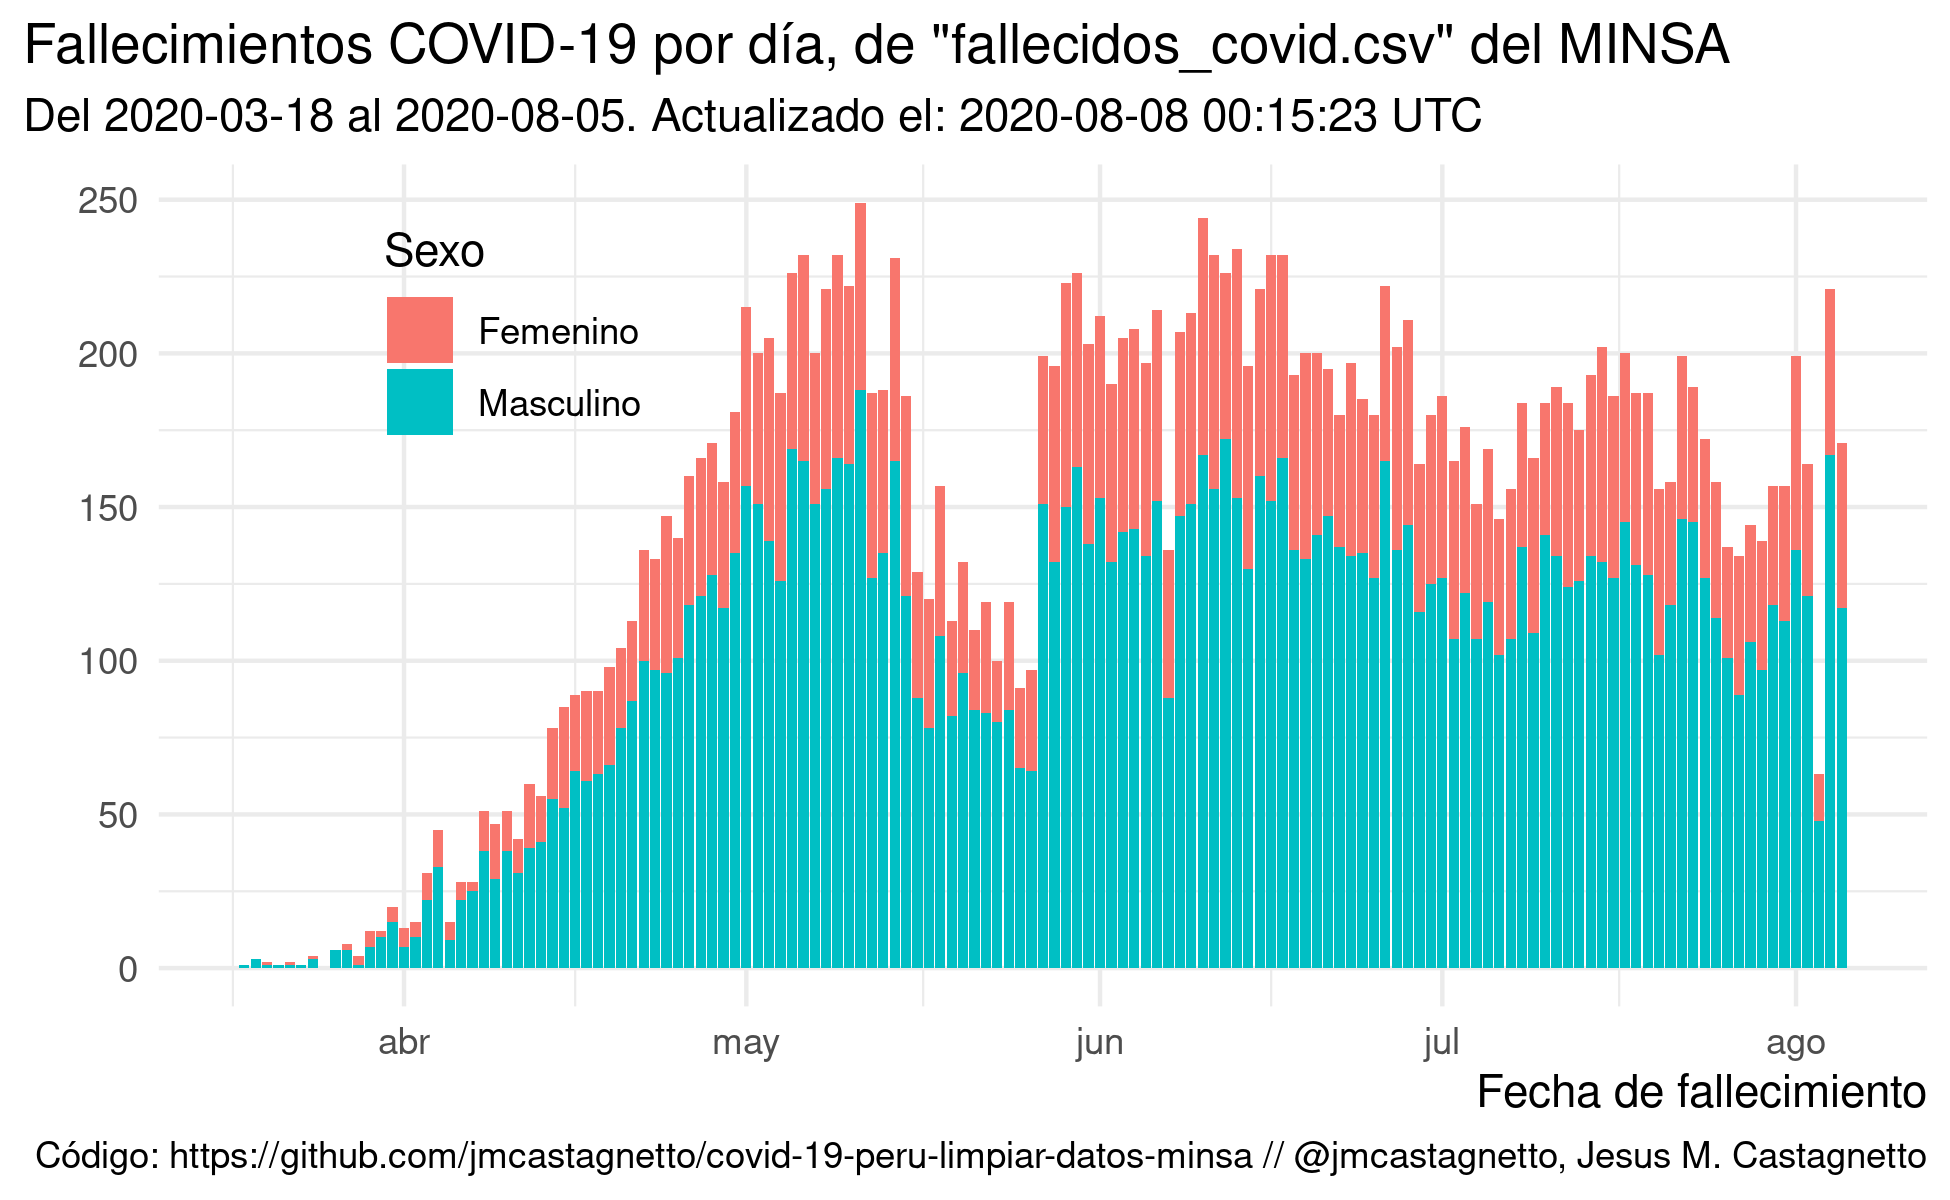 Fallecimientos COVID-19 por día, de "fallecidos_covid.csv" del MINSA
Del 2020-03-18 al 2020-08-05. Actualizado el: 2020-08-08 00:15:23 UTC
250
200
150
100
50
0
Sexo
Femenino
Masculino
abr may jun jul ago
Fecha de fallecimiento
Código: https://github.com/jmcastagnetto/covid-19-peru-limpiar-datos-minsa // @jmcastagnetto, Jesus M. Castagnetto